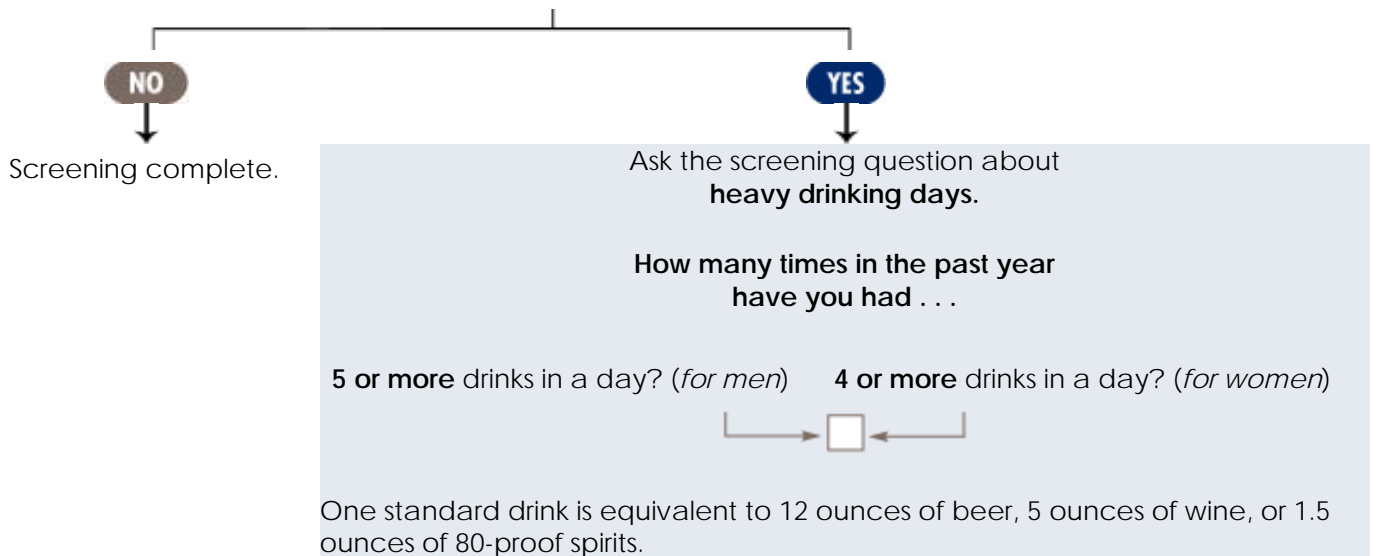 NO
YES
Screening complete.
Ask the screening question about
heavy drinking days.
How many times in the past year
have you had . . .
5 or more drinks in a day? (for men)
4 or more drinks in a day? (for women)
One standard drink is equivalent to 12 ounces of beer, 5 ounces of wine, or 1.5
ounces of 80-proof spirits.